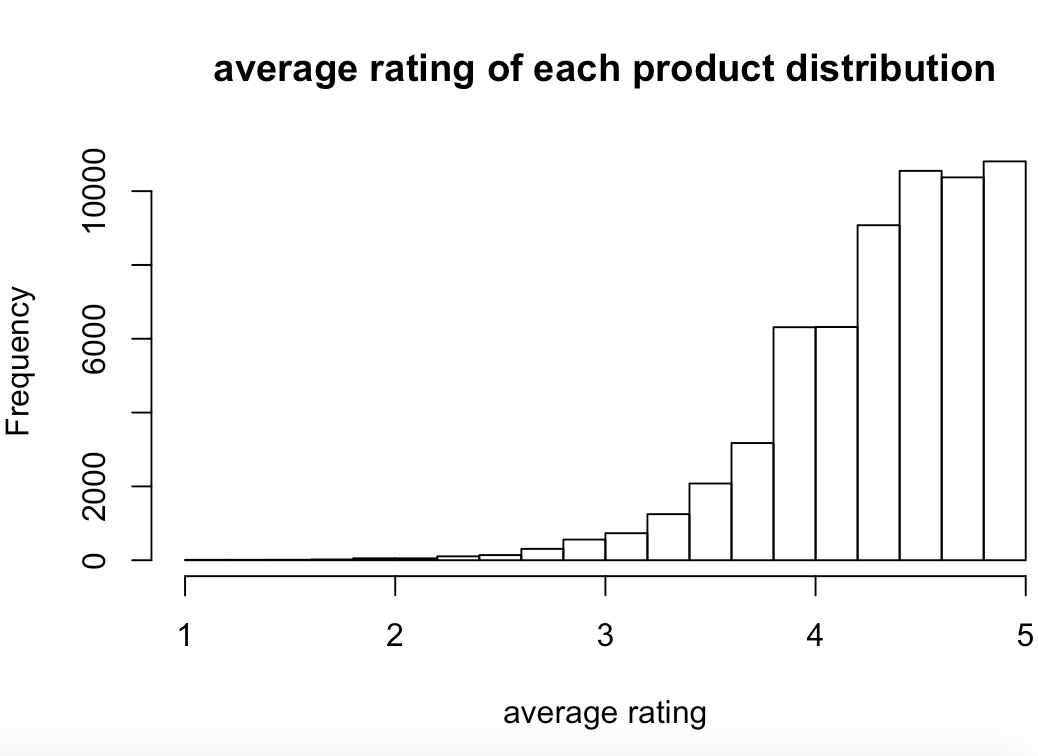 average rating of each product distribution
10000
6000
2000
0
Frequency
1 2 3 4 5
average rating